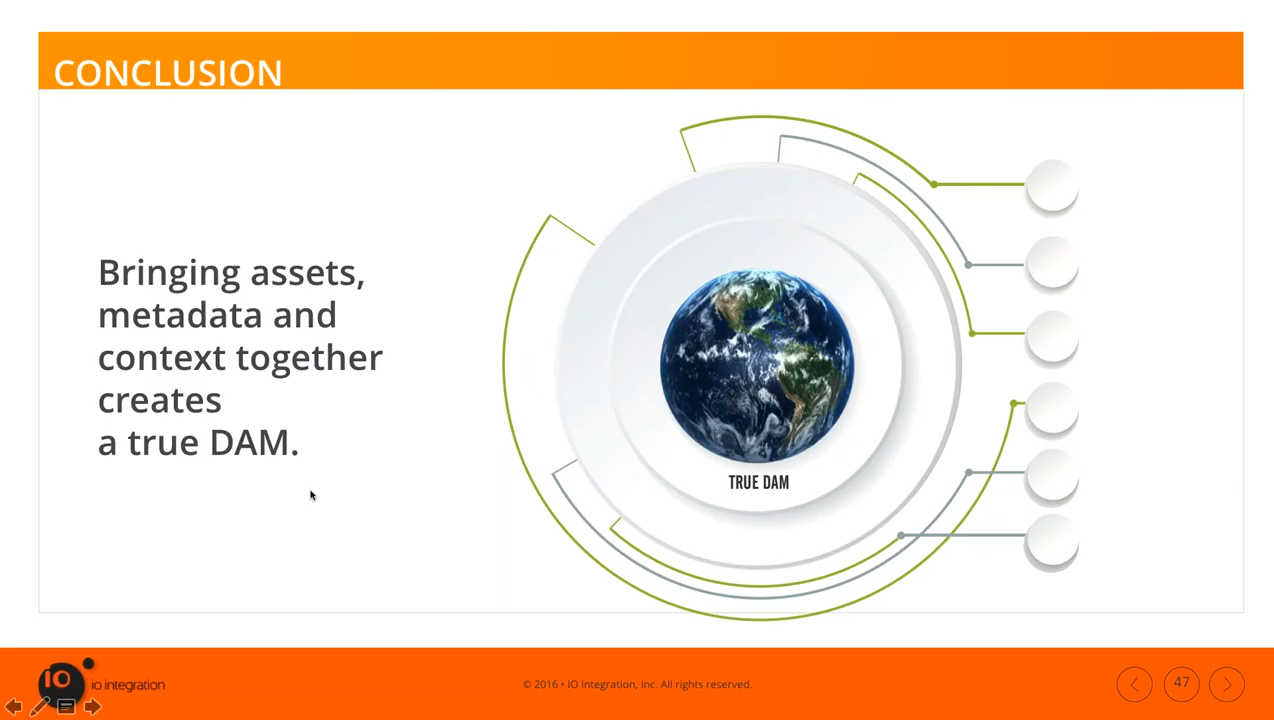 CONCLUSION
Bringing assets,
metadata and
context together
creates
a true DAM.
TRUE DAM
IO
io integration
© 2016 • IO Integration, Inc. All rights reserved.
47